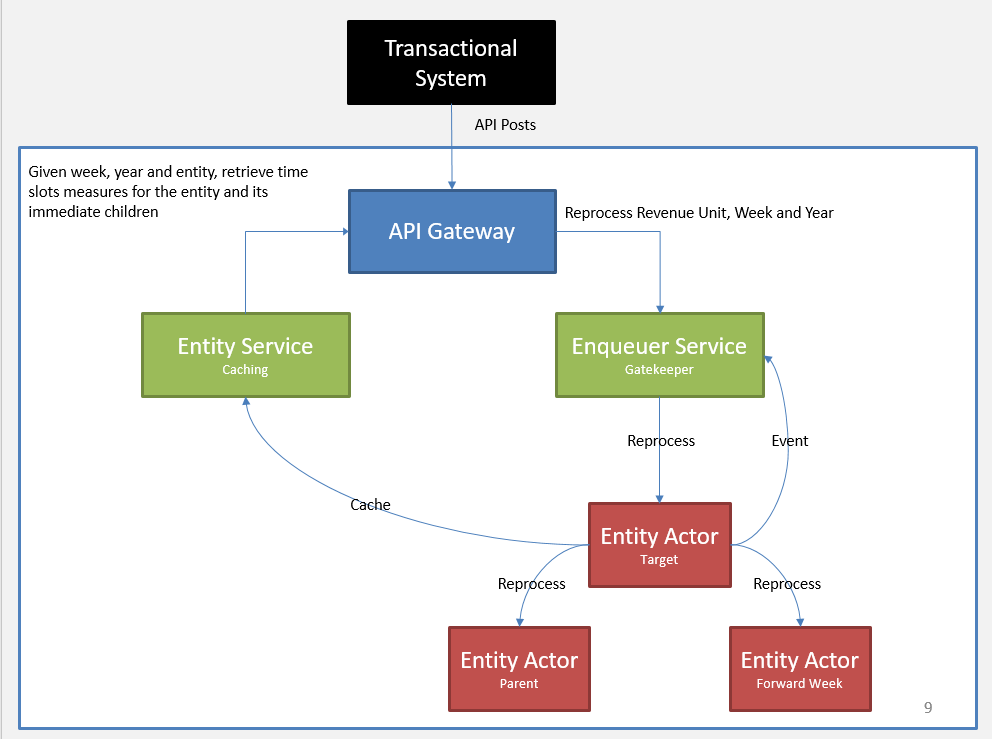 Transactional
System
API Posts
Given week, year and entity, retrieve time
slots measures for the entity and its
immediate children
API Gateway
Reprocess Revenue Unit, Week and Year
Entity Service
Caching
Enqueuer Service
Gatekeeper
Reprocess
Event
Cache
Entity Actor
Target
Reprocess
Reprocess
Entity Actor
Parent
Entity Actor
Forward Week
9